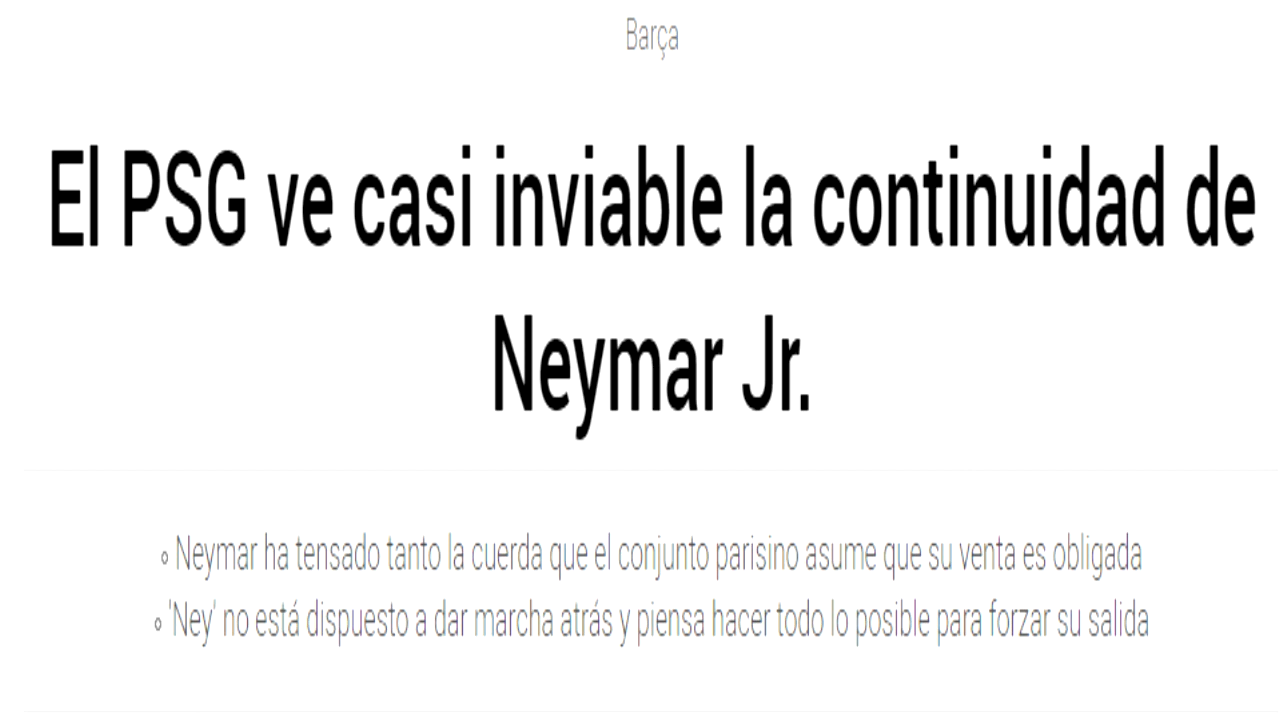 Barça
El PSG ve casi inviable la continuidad de
Neymar Jr.
◦ Neymar ha tensado tanto la cuerda que el conjunto parisino asume que su venta es obligada
◦ 'Ney' no está dispuesto a dar marcha atrás y piensa hacer todo lo posible para forzar su salida